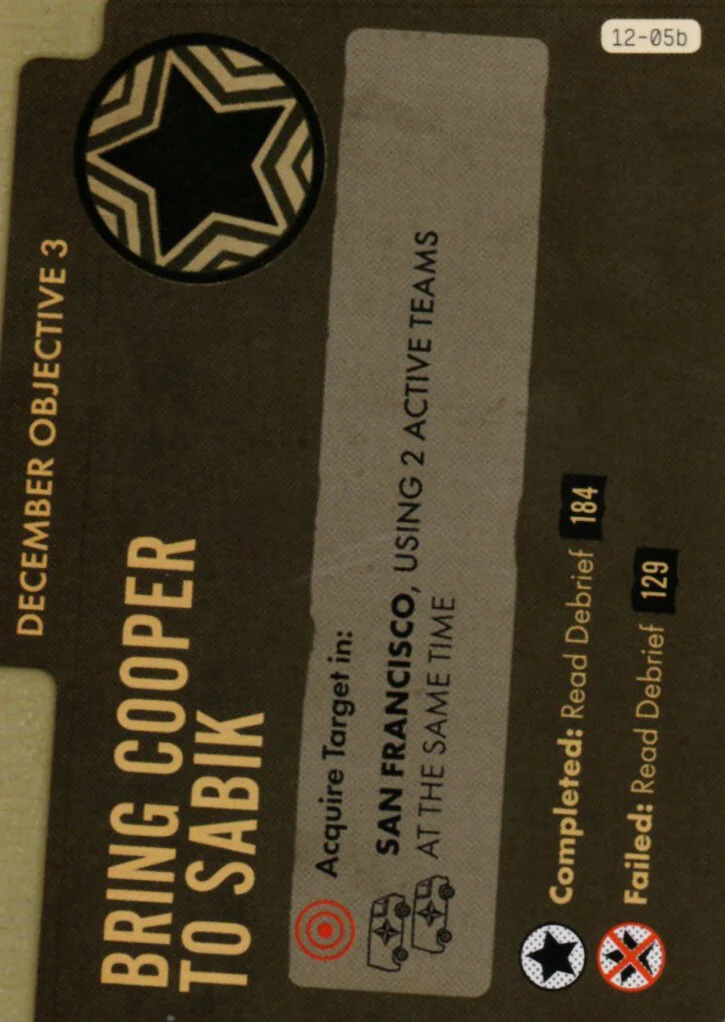 12-05b
DECEMBER OBJECTIVE 3
BRING COOPER
TO SABIK
Acquire Target in:
SAN FRANCISCO, USING 2 ACTIVE TEAMS
AT THE SAME TIME
Completed: Read Debrief 184
Failed: Read Debrief 129